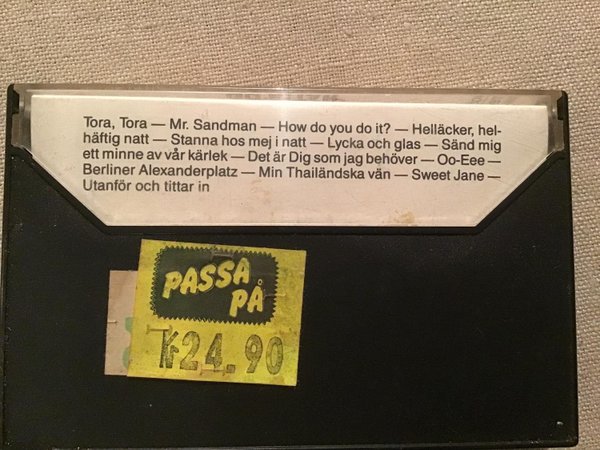 Tora, Tora — Mr. Sandman — How do you do it? — Helläcker, hel-
häftig natt — Stanna hos mej i natt — Lycka och glas — Sänd mig
ett minne av vår kärlek — Det är Dig som jag behöver — Oo-Eee —
Berliner Alexanderplatz — Min Thailändska vän — Sweet Jane —
Utanför och tittar in
PASSA
PÅ
kr24.90